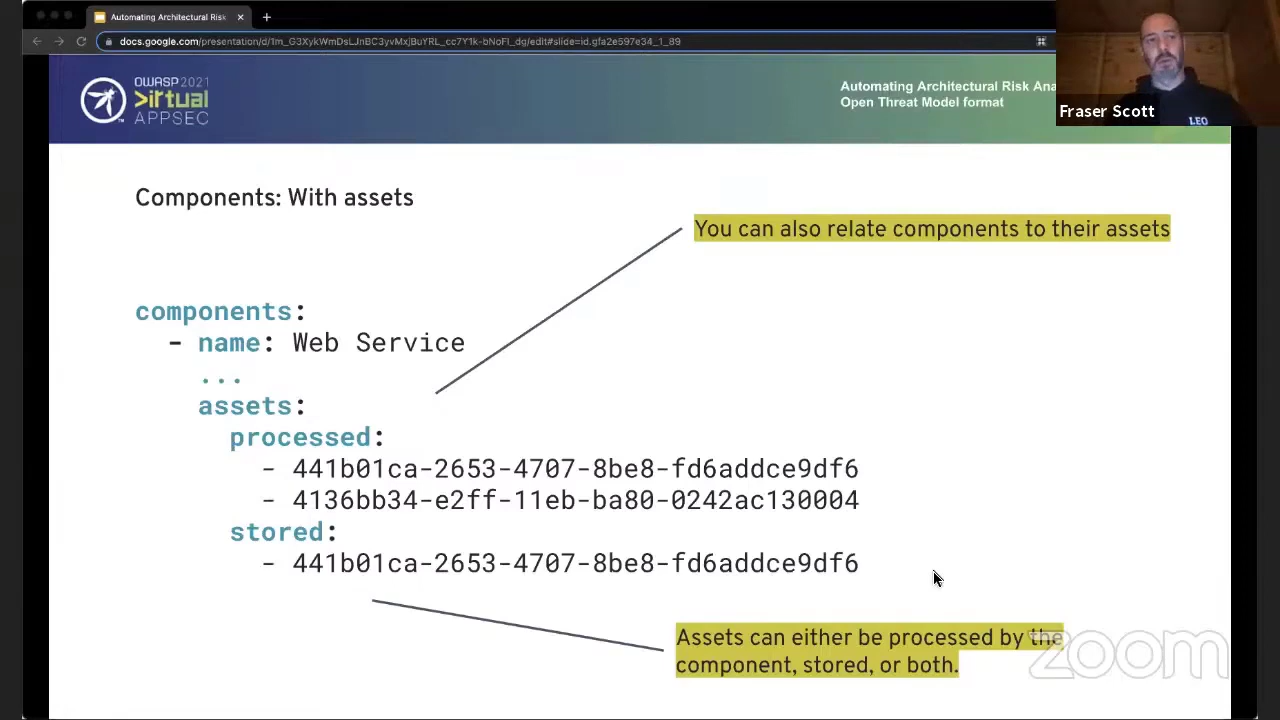 Automating Architectural Risk
docs.google.com/presentation/d/1m_G3XykWmDsLJnBC3yvMxjBuYRL_cc7Y1k-bNoFl_dg/edit#slide=id.gfa2e597e34_1_89
OWASP 2021
Virtual
APPSEC
Automating Architectural Risk Ana
Open Threat Model format
Fraser Scott
LEO
Components: With assets
You can also relate components to their assets
components:
- name: Web Service
...
assets:
processed:
- 441b01ca-2653-4707-8be8-fd6addce9df6
- 4136bb34-e2ff-11eb-ba80-0242ac130004
stored:
- 441b01ca-2653-4707-8be8-fd6addce9df6
Assets can either be processed by the
component, stored, or both.
zoom